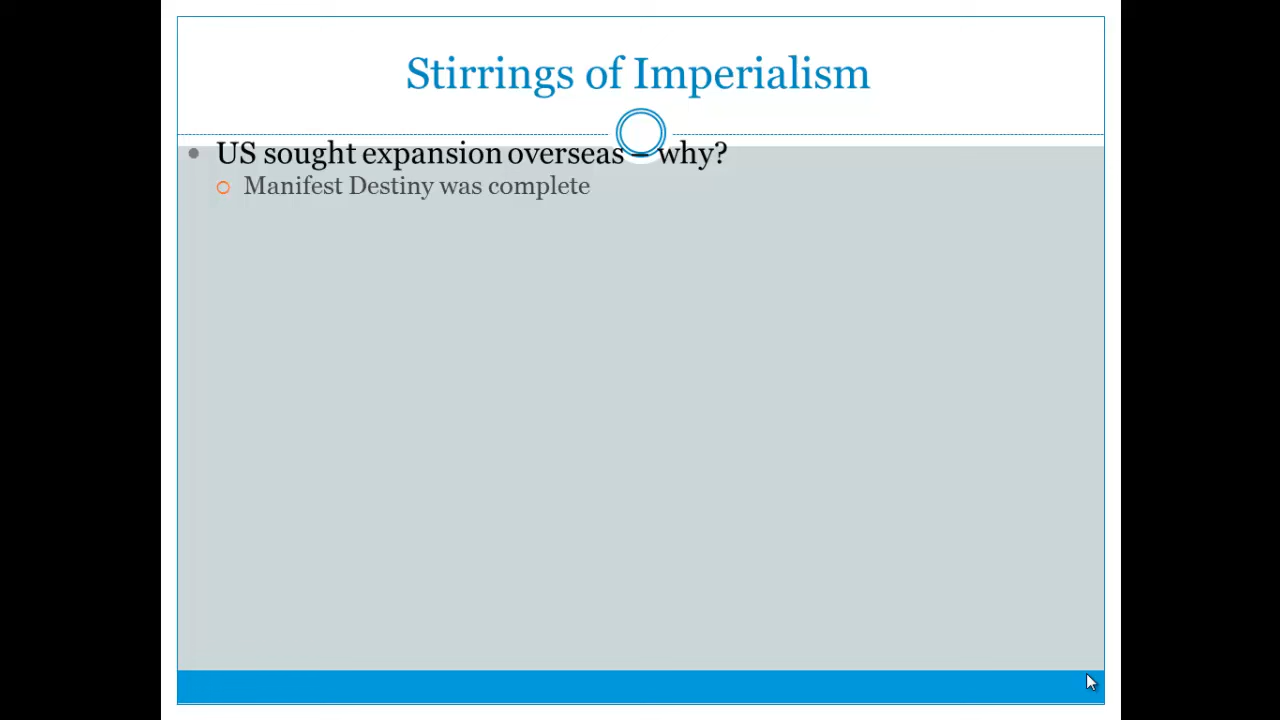 Stirrings of Imperialism
US sought expansion overseas – why?
Manifest Destiny was complete